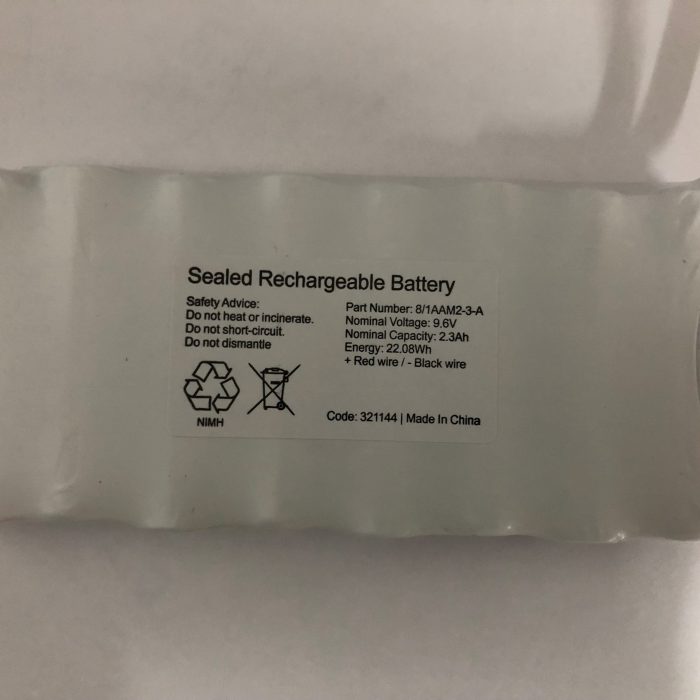 Sealed Rechargeable Battery
Safety Advice:
Do not heat or incinerate.
Do not short-circuit.
Do not dismantle
Part Number: 8/1AAM2-3-A
Nominal Voltage: 9.6V
Nominal Capacity: 2.3Ah
Energy: 22.08Wh
+ Red wire / - Black wire
NIMH
Code: 321144 | Made In China